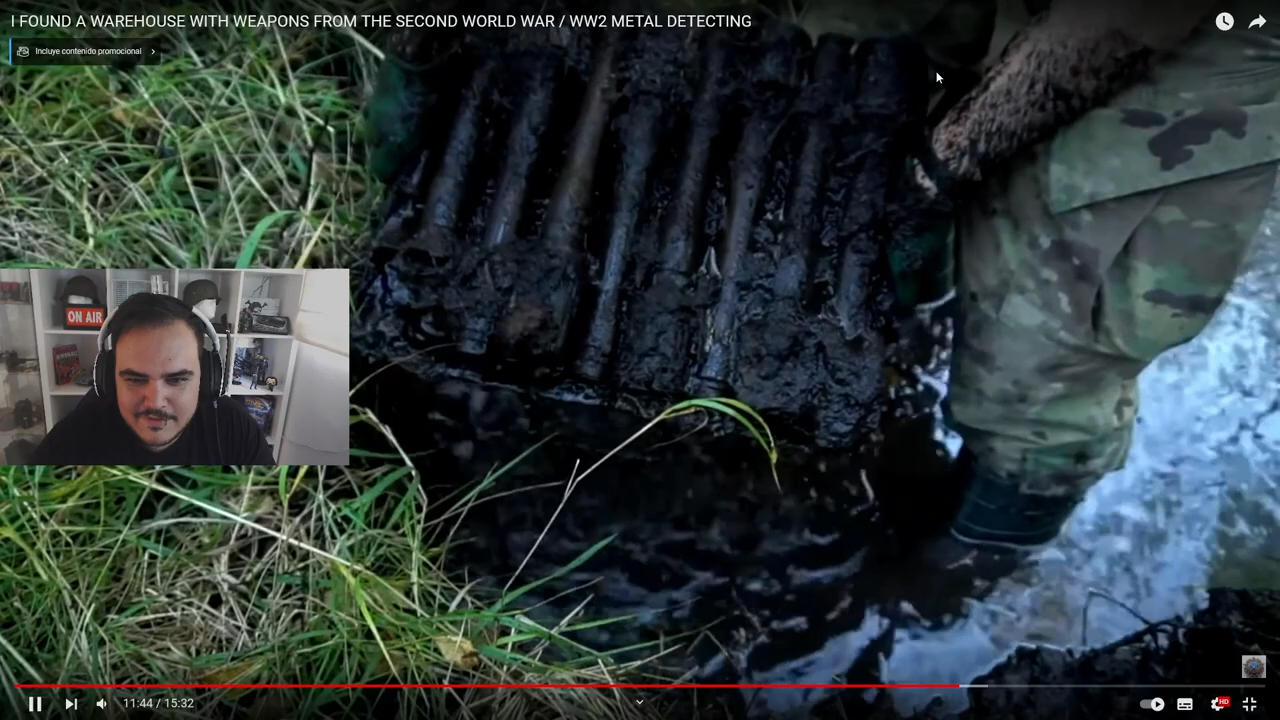 I FOUND A WAREHOUSE WITH WEAPONS FROM THE SECOND WORLD WAR / WW2 METAL DETECTING
Incluye contenido promocional
ON AIR
11:44 / 15:32
HD